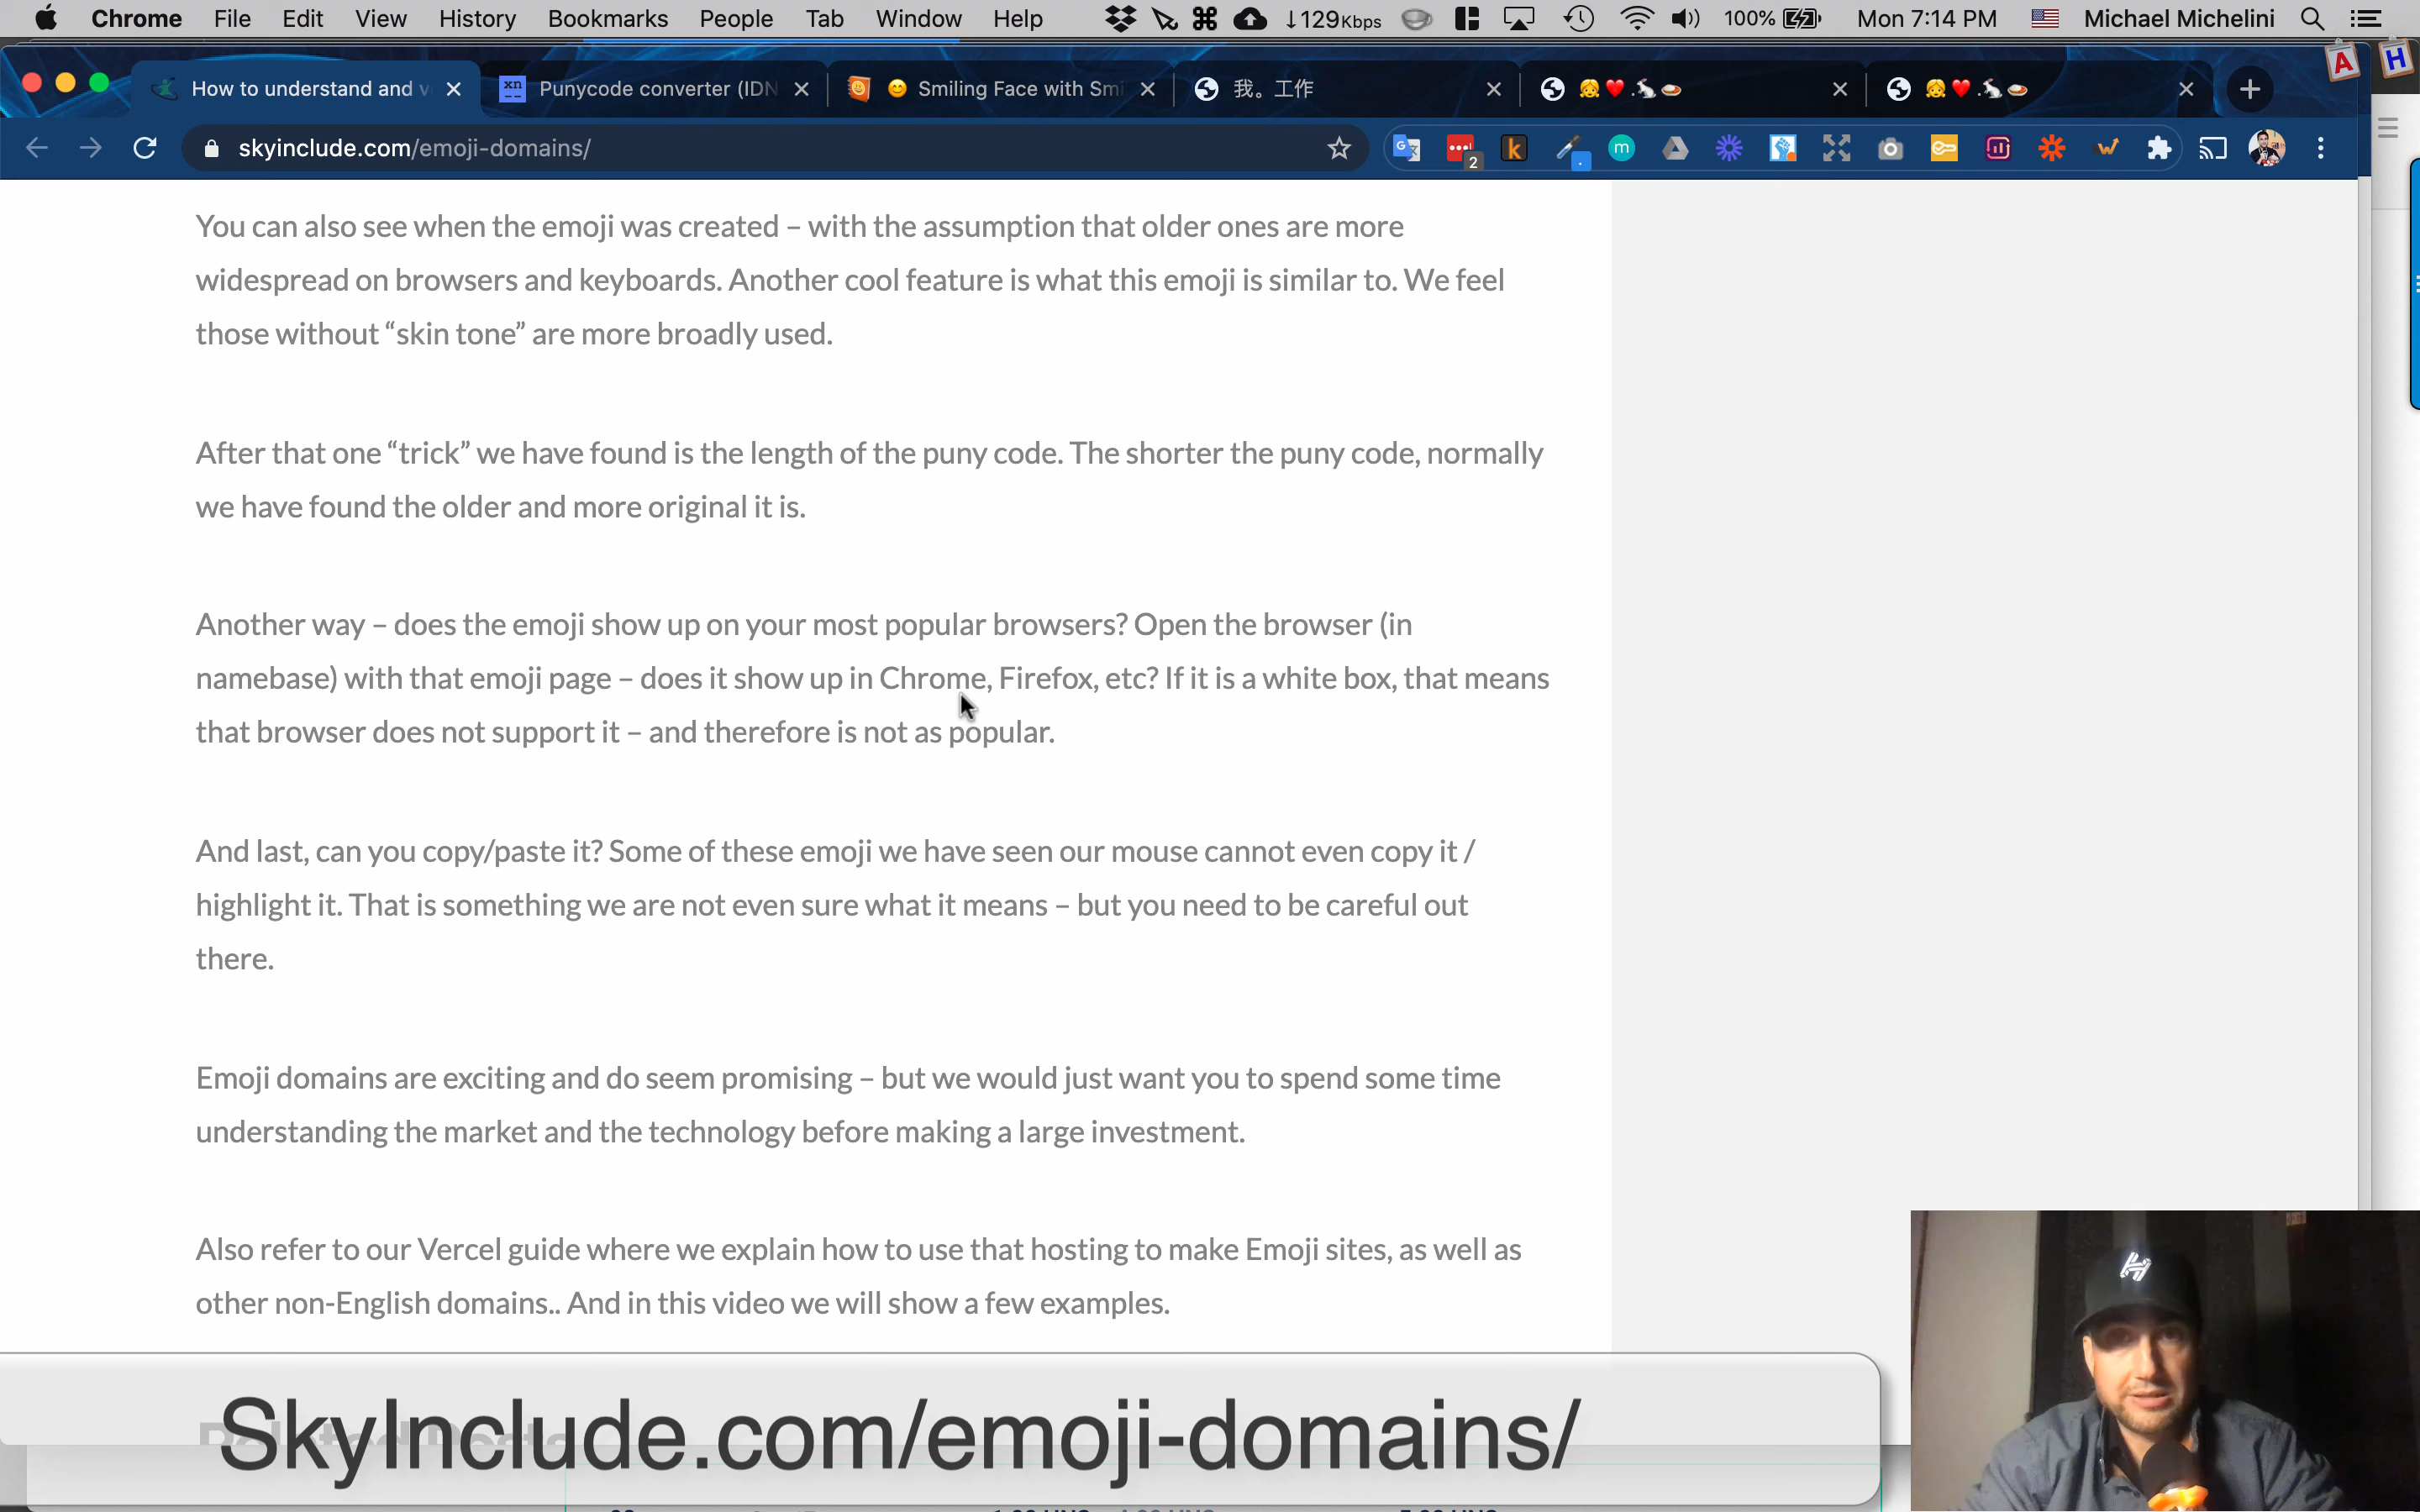 Chrome File Edit View History Bookmarks People Tab Window Help ↓129Kbps 100% Mon 7:14 PM Michael Michelini
How to understand and Punycode converter (IDN 😊 Smiling Face with Smi 我。工作 👧❤️.🐇🍛 👧❤️.🐇🍛
A H
skyinclude.com/emoji-domains/ 2 k m
You can also see when the emoji was created – with the assumption that older ones are more
widespread on browsers and keyboards. Another cool feature is what this emoji is similar to. We feel
those without “skin tone” are more broadly used.
After that one “trick” we have found is the length of the puny code. The shorter the puny code, normally
we have found the older and more original it is.
Another way – does the emoji show up on your most popular browsers? Open the browser (in
namebase) with that emoji page – does it show up in Chrome, Firefox, etc? If it is a white box, that means
that browser does not support it – and therefore is not as popular.
And last, can you copy/paste it? Some of these emoji we have seen our mouse cannot even copy it /
highlight it. That is something we are not even sure what it means – but you need to be careful out
there.
Emoji domains are exciting and do seem promising – but we would just want you to spend some time
understanding the market and the technology before making a large investment.
Also refer to our Vercel guide where we explain how to use that hosting to make Emoji sites, as well as
other non-English domains.. And in this video we will show a few examples.
SkyInclude.com/emoji-domains/